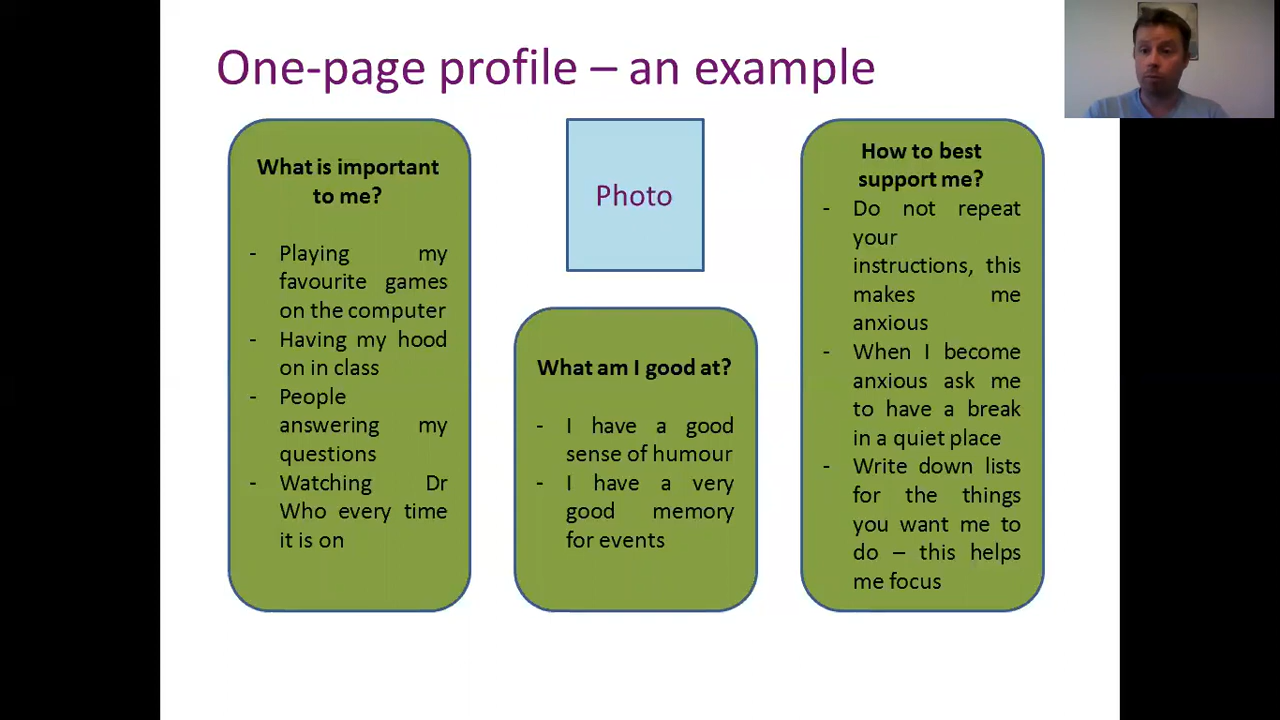 One-page profile – an example
What is important
to me?
- Playing my
favourite games
on the computer
- Having my hood
on in class
- People
answering my
questions
- Watching Dr
Who every time
it is on
Photo
What am I good at?
- I have a good
sense of humour
- I have a very
good memory
for events
How to best
support me?
- Do not repeat
your
instructions, this
makes me
anxious
- When I become
anxious ask me
to have a break
in a quiet place
- Write down lists
for the things
you want me to
do – this helps
me focus